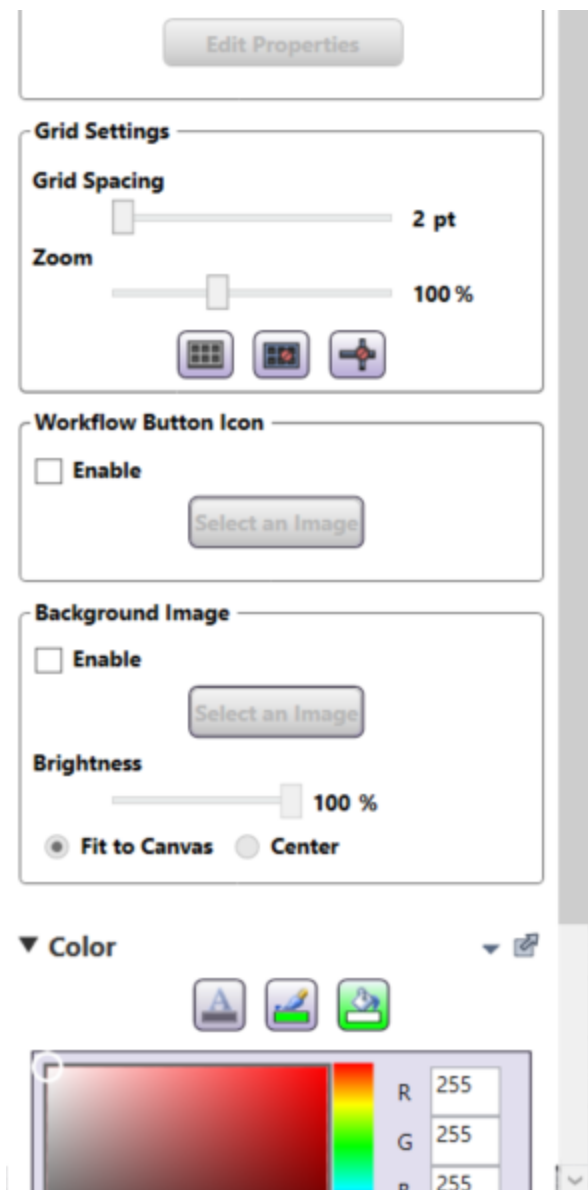 Edit Properties
Grid Settings
Grid Spacing
2 pt
Zoom
100 %
Workflow Button Icon
Enable
Select an Image
Background Image
Enable
Select an Image
Brightness
100 %
Fit to Canvas Center
Color
A
R 255
G 255
255